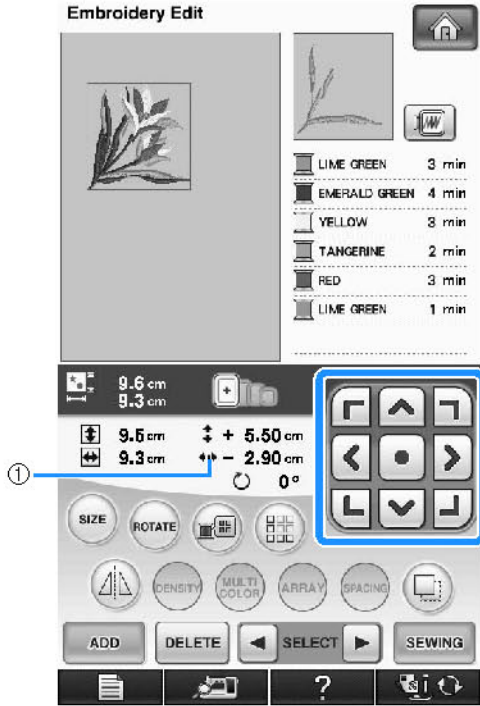 Embroidery Edit
LIME GREEN 3 min
EMERALD GREEN 4 min
YELLOW 3 min
TANGERINE 2 min
RED 3 min
LIME GREEN 1 min
9.6 cm
9.3 cm
9.6 cm + 5.50 cm
9.3 cm - 2.90 cm
0°
①
SIZE
ROTATE
DENSITY
MULTI
COLOR
ARRAY
SPACING
ADD DELETE SELECT SEWING
?